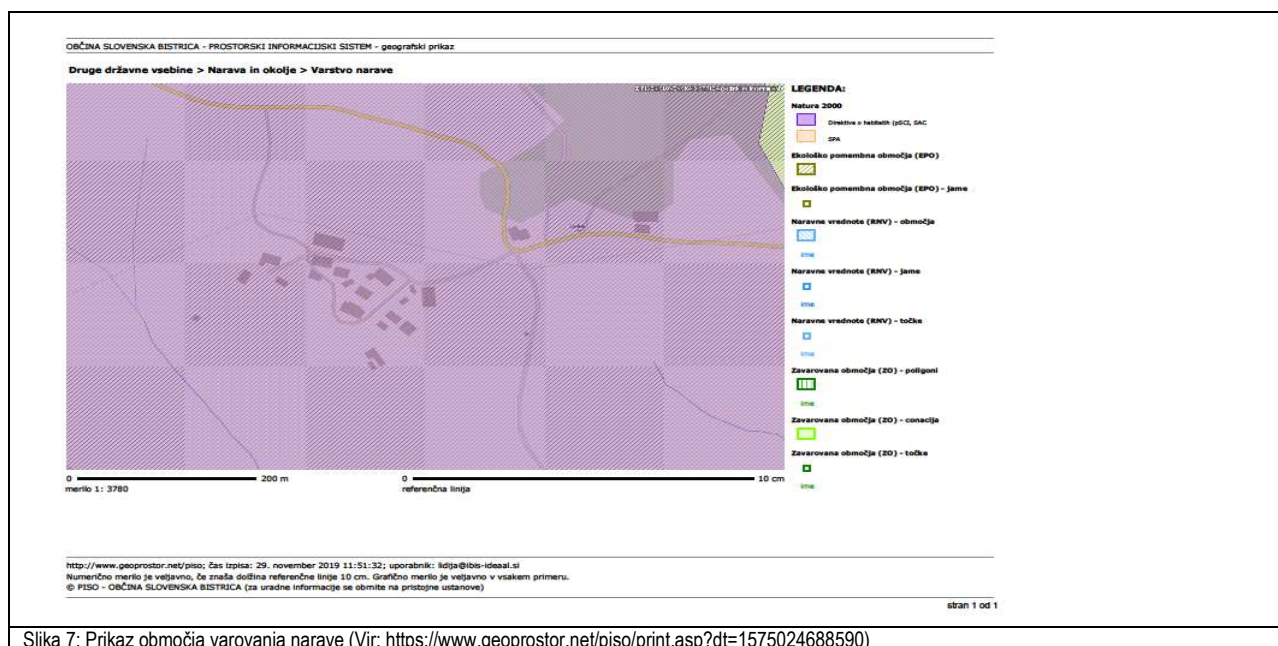 OBČINA SLOVENSKA BISTRICA - PROSTORSKI INFORMACIJSKI SISTEM - geografski prikaz
Druge državne vsebine > Narava in okolje > Varstvo narave
LEGENDA:
Natura 2000
Direktiva o habitatih (pSCI, SAC
SPA
Ekološko pomembna območja (EPO)
Ekološko pomembna območja (EPO) - jame
Naravne vrednote (RNV) - območja
ime
Naravne vrednote (RNV) - jame
ime
Naravne vrednote (RNV) - točke
ime
Zavarovana območja (ZO) - poligoni
ime
Zavarovana območja (ZO) - conacija
Zavarovana območja (ZO) - točke
ime
0 200 m
merilo 1: 3780
0 10 cm
referenčna linija
http://www.geoprostor.net/piso; čas izpisa: 29. november 2019 11:51:32; uporabnik: lidija@ibis-ideaal.si
Numerično merilo je veljavno, če znaša dolžina referenčne linije 10 cm. Grafično merilo je veljavno v vsakem primeru.
© PISO - OBČINA SLOVENSKA BISTRICA (za uradne informacije se obrnite na pristojne ustanove)
stran 1 od 1
Slika 7: Prikaz območja varovanja narave (Vir: https://www.geoprostor.net/piso/print.asp?dt=1575024688590)